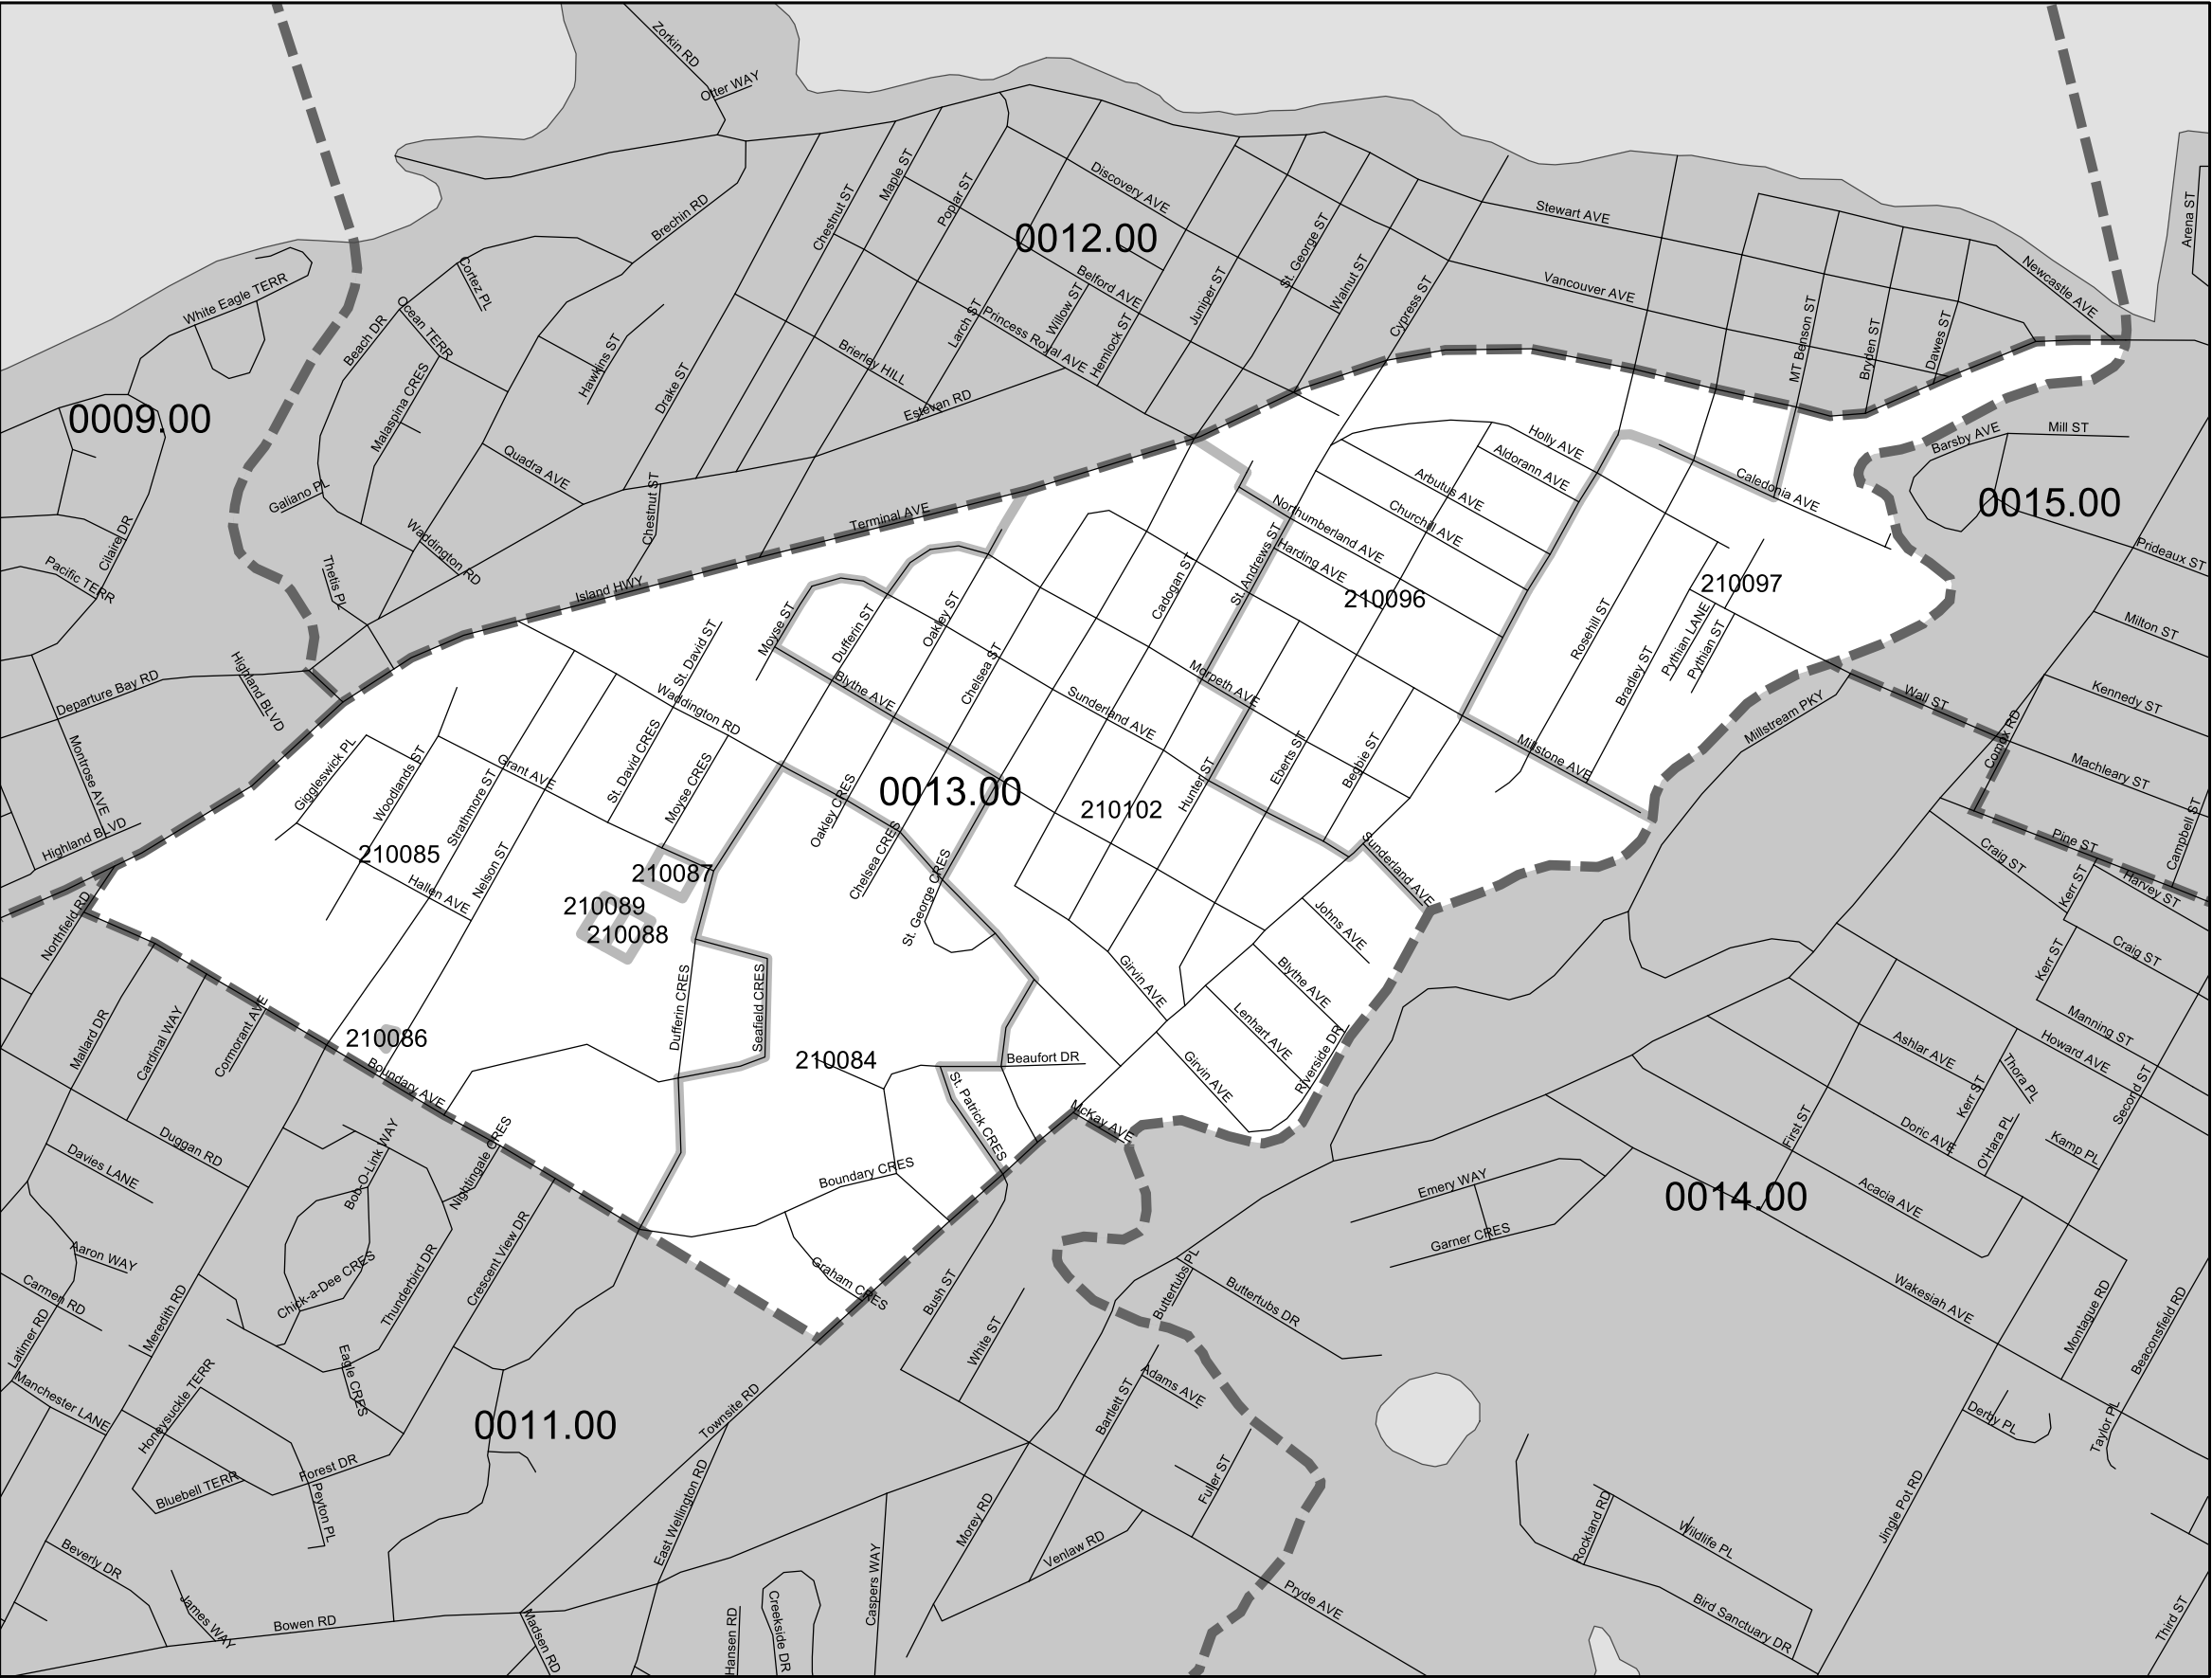 Zorkin RD
Otter WAY
Maple ST
Chestnut ST
Poplar ST
Discovery AVE
Stewart AVE
Arena ST
Brechin RD
0012.00
St. George ST
Cortez PL
White Eagle TERR
Ocean TERR
Beach DR
Belford AVE
Willow ST
Juniper ST
Walnut ST
Cypress ST
Vancouver AVE
Newcastle AVE
Larch ST
Princess Royal AVE
Hemlock ST
MT Benson ST
Bryden ST
Dawes ST
Hawkins ST
Brierley HILL
Drake ST
Malaspina CRES
Estevan RD
0009.00
Quadra AVE
Holly AVE
Aldorann AVE
Barsby AVE
Mill ST
Galiano PL
Chestnut ST
Terminal AVE
Arbutus AVE
Caledonia AVE
0015.00
Cilaire DR
Waddington RD
Northumberland AVE
Churchill AVE
Prideaux ST
Pacific TERR
Thetis PL
Island HWY
Harding AVE
St. Andrews ST
Cadogan ST
210096
210097
Milton ST
Moyse ST
Dufferin ST
Oakley ST
Rosehill ST
Pythian LANE
Pythian ST
Bradley ST
St. David ST
Chelsea ST
Highland BLVD
Departure Bay RD
Waddington RD
Blythe AVE
Morpeth AVE
Sunderland AVE
Wall ST
Kennedy ST
Millstream PKY
Comox RD
Montrose AVE
Giggleswick PL
Woodlands ST
Grant AVE
St. David CRES
Moyse CRES
Strathmore ST
Oakley CRES
0013.00
210102
Hunter ST
Eberts ST
Begbie ST
Millstone AVE
Machleary ST
Campbell ST
Highland BLVD
210085
Nelson ST
Hallen AVE
210087
210089
210088
Chelsea CRES
St. George CRES
Sunderland AVE
Pine ST
Craig ST
Kerr ST
Harvey ST
Northfield RD
Johns AVE
Blythe AVE
Girvin AVE
Craig ST
Kerr ST
Mallard DR
Cardinal WAY
Cormorant AVE
210086
Boundary AVE
Dufferin CRES
Seafield CRES
210084
Beaufort DR
St. Patrick CRES
Lenhart AVE
Girvin AVE
Riverside DR
McKay AVE
Manning ST
Howard AVE
Ashlar AVE
Thora PL
Kerr ST
Second ST
First ST
Doric AVE
O'Hara PL
Kamp PL
Duggan RD
Davies LANE
Bob-O-Link WAY
Nightingale CRES
Boundary CRES
Emery WAY
Garner CRES
0014.00
Acacia AVE
Aaron WAY
Carmen RD
Chick-a-Dee CRES
Thunderbird DR
Crescent View DR
Graham CRES
Bush ST
Buttertubs PL
Buttertubs DR
Wakesiah AVE
Montague RD
Beaconsfield RD
Latimer RD
Meredith RD
Eagle CRES
White ST
Manchester LANE
Honeysuckle TERR
0011.00
Townsite RD
Adams AVE
Bartlett ST
Derby PL
Taylor PL
Bluebell TERR
Forest DR
Peyton PL
East Wellington RD
Morey RD
Fuller ST
Venlaw RD
Rockland RD
Wildlife PL
Jingle Pot RD
Beverly DR
James WAY
Bowen RD
Madsen RD
Hansen RD
Creekside DR
Caspers WAY
Pryde AVE
Bird Sanctuary DR
Third ST